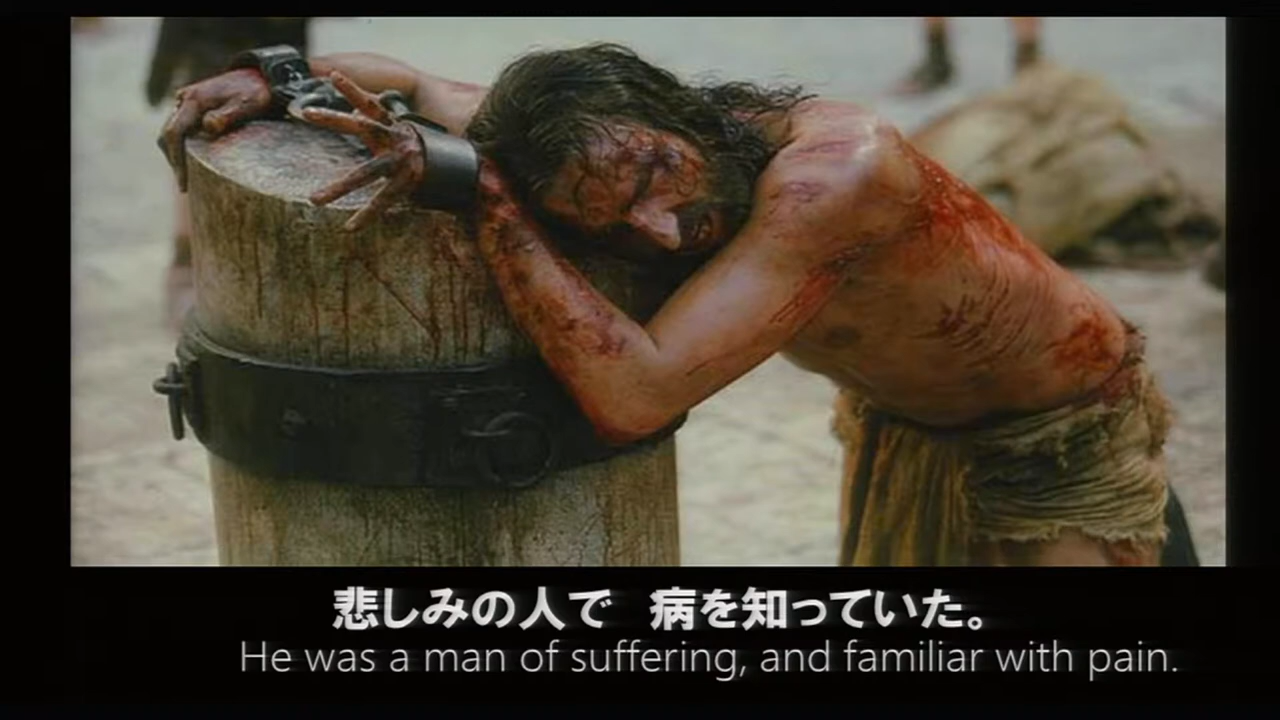 悲しみの人で　病を知っていた。
He was a man of suffering, and familiar with pain.